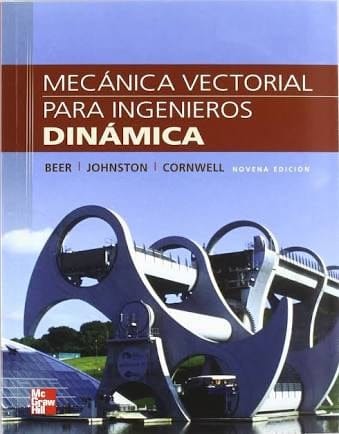 MECÁNICA VECTORIAL
PARA INGENIEROS
DINÁMICA
BEER | JOHNSTON | CORNWELL NOVENA EDICIÓN
Mc
Graw
Hill